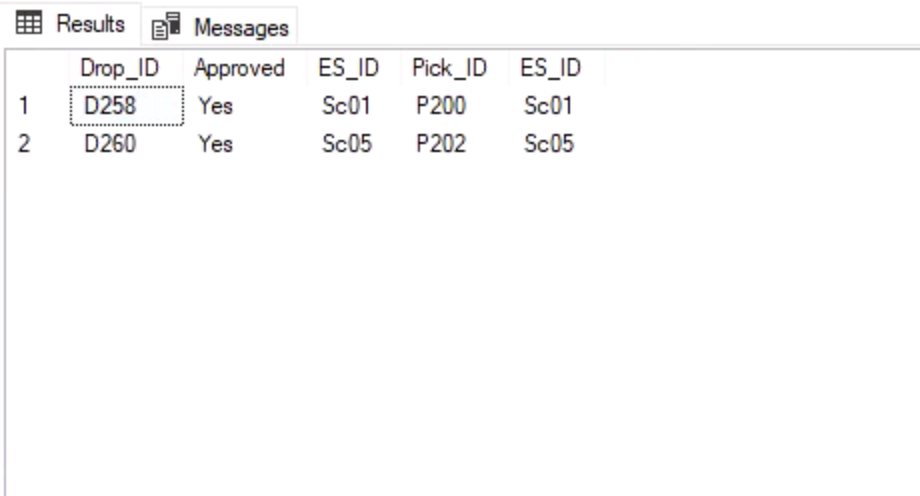 Results Messages
Drop_ID Approved ES_ID Pick_ID ES_ID
1 D258 Yes Sc01 P200 Sc01
2 D260 Yes Sc05 P202 Sc05